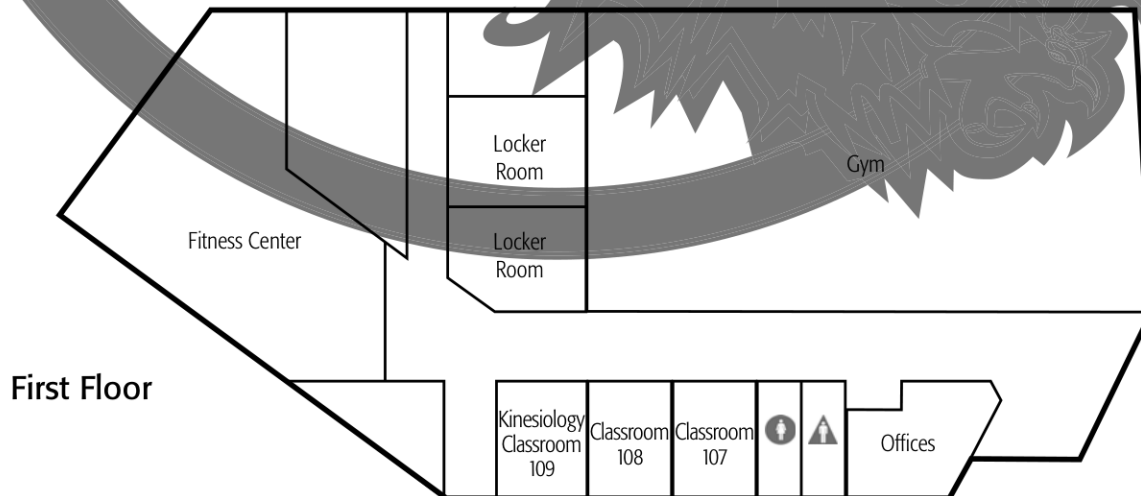 Locker
Room
Gym
Fitness Center
Locker
Room
First Floor
Kinesiology
Classroom
109
Classroom
108
Classroom
107
Offices